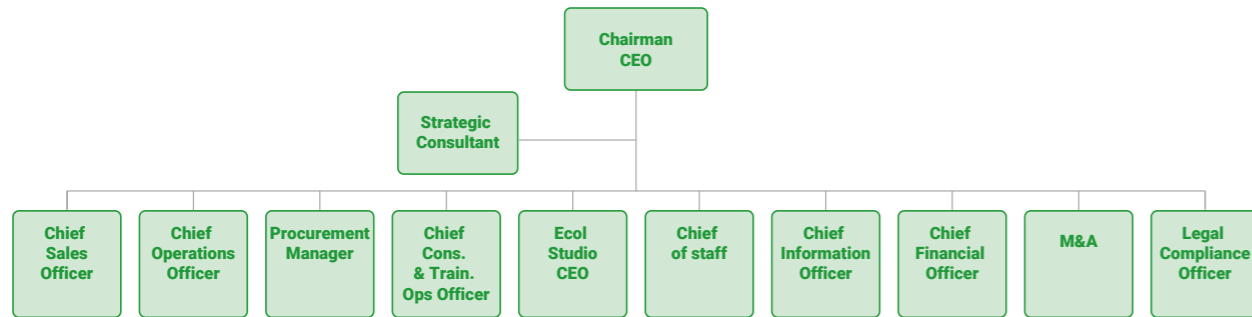 Chairman
CEO
Strategic
Consultant
Chief
Sales
Officer
Chief
Operations
Officer
Procurement
Manager
Chief
Cons.
& Train.
Ops Officer
Ecol
Studio
CEO
Chief
of staff
Chief
Information
Officer
Chief
Financial
Officer
M&A
Legal
Compliance
Officer